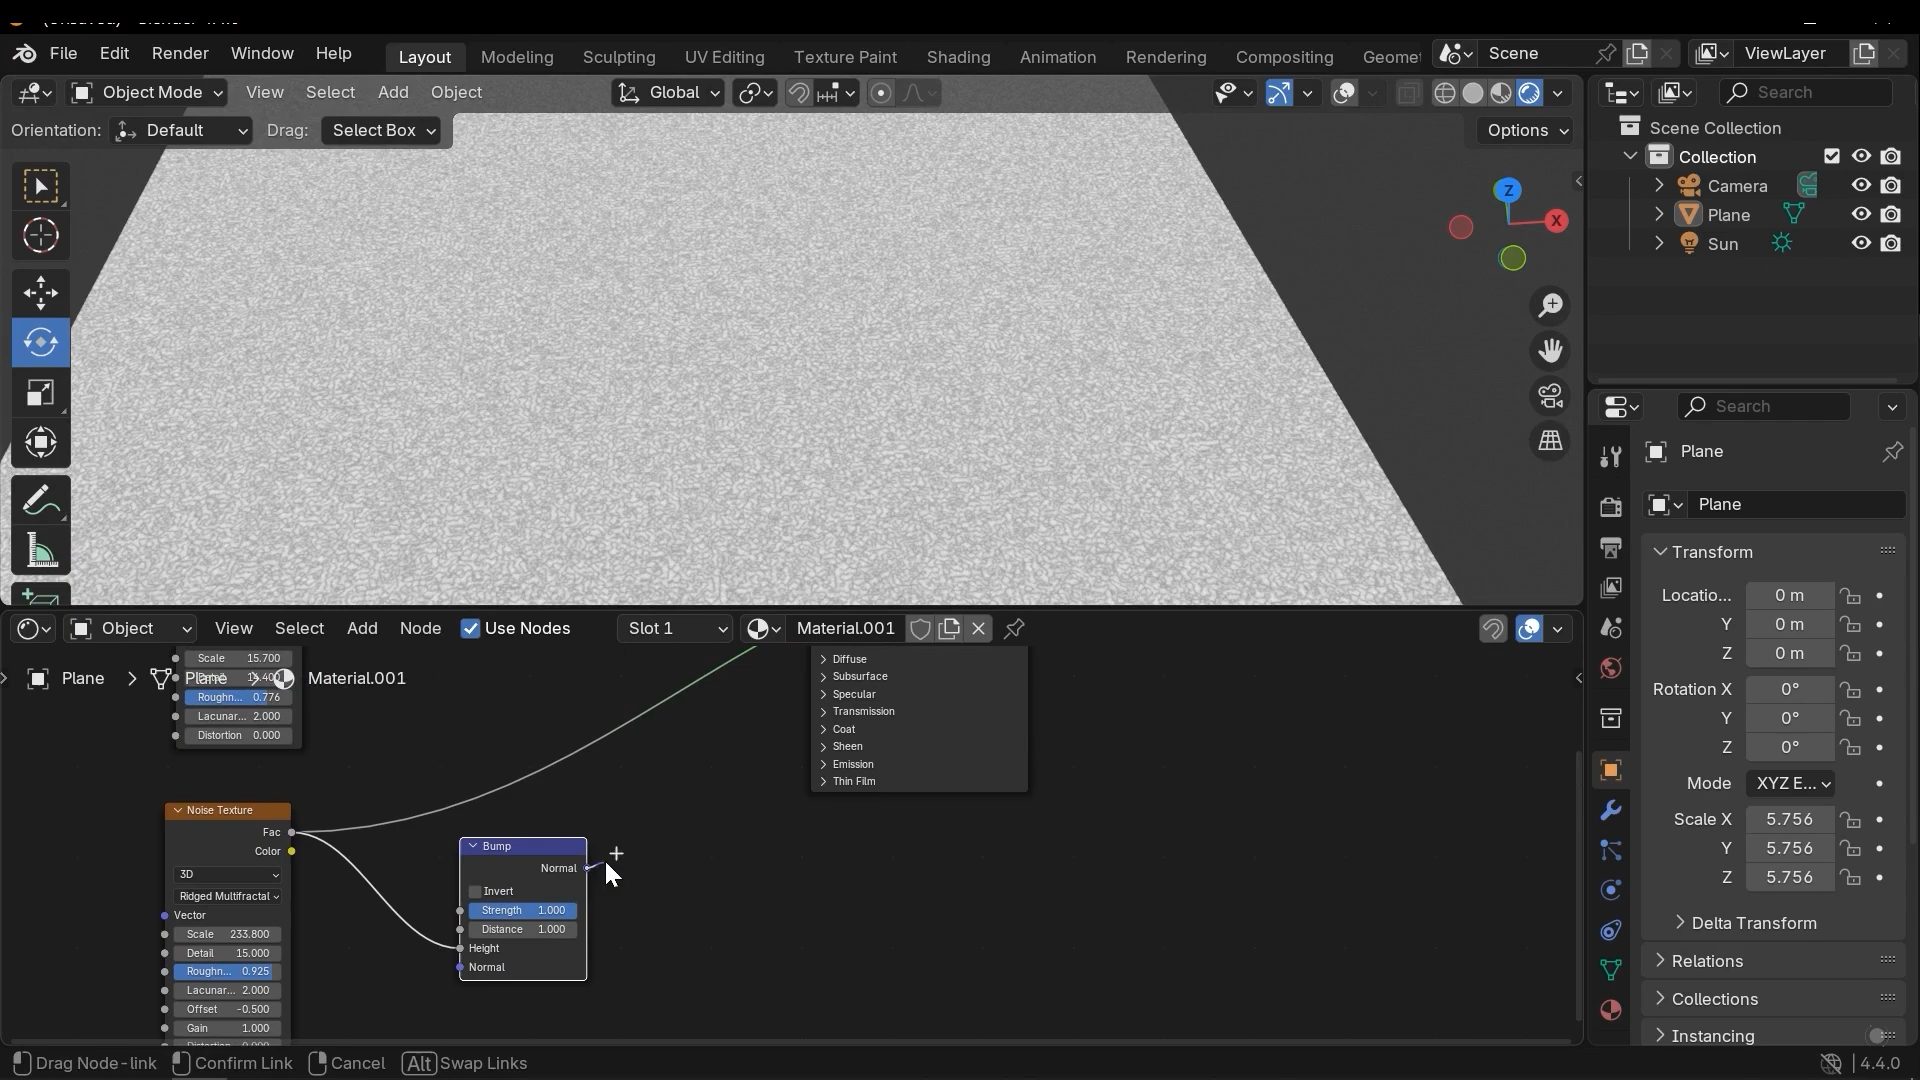 File Edit Render Window Help Layout Modeling Sculpting UV Editing Texture Paint Shading Animation Rendering Compositing Geomet Scene ViewLayer
Object Mode View Select Add Object Global Search
Orientation: Default Drag: Select Box Options
Scene Collection
Collection
Camera
Plane
Sun
Z
X
Search
Plane
Plane
Transform
Locatio... 0 m
Y 0 m
Z 0 m
Rotation X 0°
Y 0°
Z 0°
Mode XYZ E...
Scale X 5.756
Y 5.756
Z 5.756
Delta Transform
Relations
Collections
Instancing
Object View Select Add Node Use Nodes Slot 1 Material.001
Plane Plane Material.001
Scale 15.700
Roughn... 0.776
Lacunar... 2.000
Distortion 0.000
Diffuse
Subsurface
Specular
Transmission
Coat
Sheen
Emission
Thin Film
Noise Texture
Fac
Color
3D
Ridged Multifractal
Vector
Scale 233.800
Detail 15.000
Roughn... 0.925
Lacunar... 2.000
Offset -0.500
Gain 1.000
Bump
Normal
Invert
Strength 1.000
Distance 1.000
Height
Normal
Drag Node-link Confirm Link Cancel Alt Swap Links 4.4.0